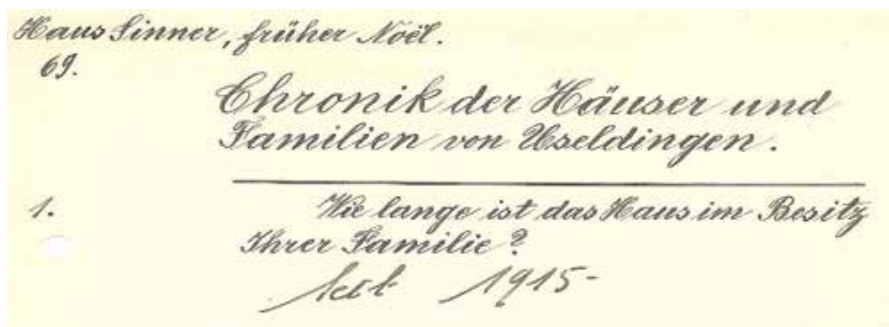 Haus Sinner, früher Noël.
69.
Chronik der Häuser und
Familien von Useldingen.
1. Wie lange ist das Haus im Besitz
Ihrer Familie?
Seit 1915-